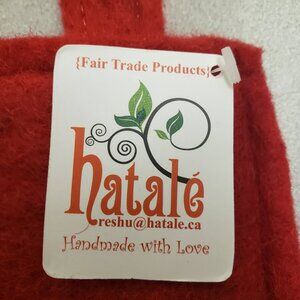 {Fair Trade Products}
hatalé
reshu@hatale.ca
Handmade with Love